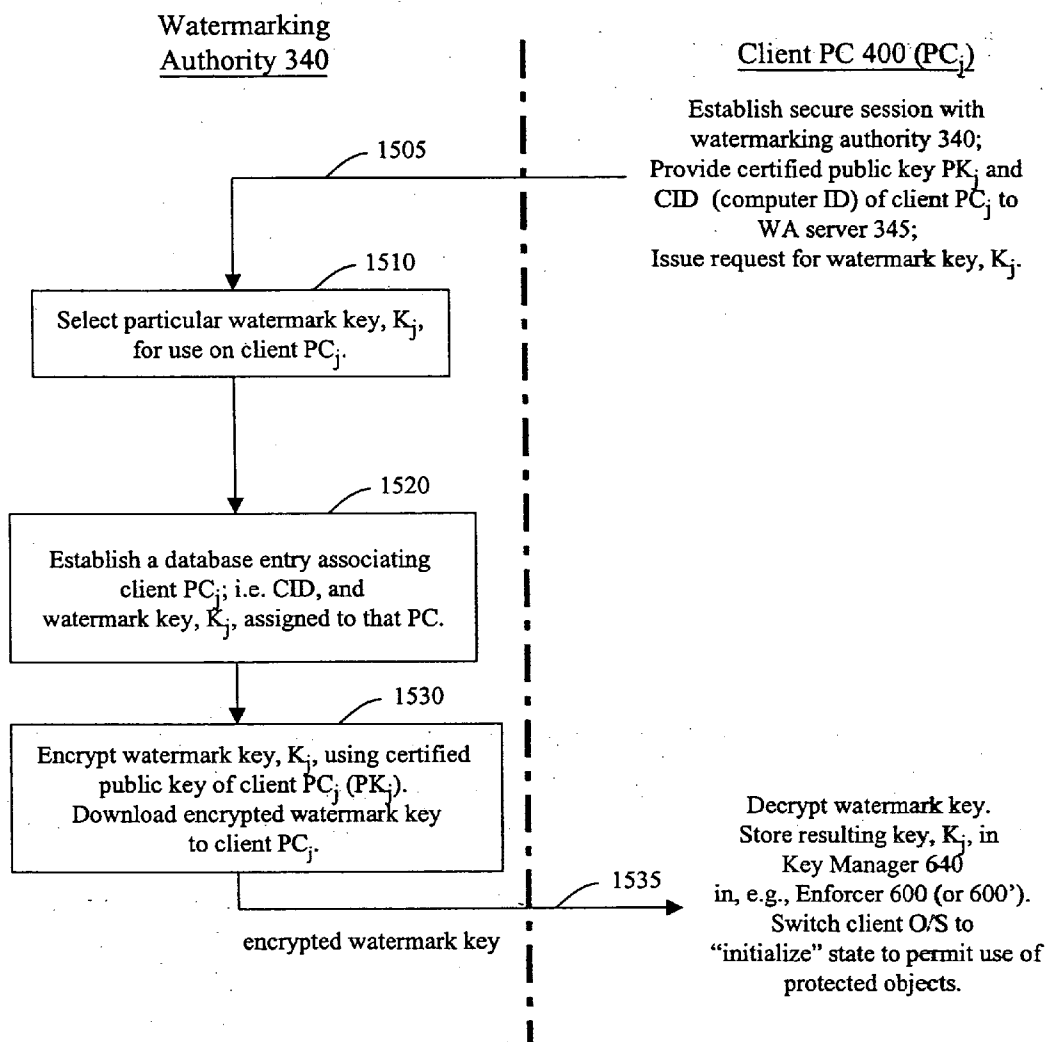 Watermarking
Authority 340
Client PC 400 (PCj)
Establish secure session with
watermarking authority 340;
Provide certified public key PKj and
CID (computer ID) of client PCj to
WA server 345;
Issue request for watermark key, Kj.
1505
1510
Select particular watermark key, Kj,
for use on client PCj.
1520
Establish a database entry associating
client PCj; i.e. CID, and
watermark key, Kj, assigned to that PC.
1530
Encrypt watermark key, Kj, using certified
public key of client PCj (PKj).
Download encrypted watermark key
to client PCj.
1535
encrypted watermark key
Decrypt watermark key.
Store resulting key, Kj, in
Key Manager 640
in, e.g., Enforcer 600 (or 600’).
Switch client O/S to
“initialize” state to permit use of
protected objects.